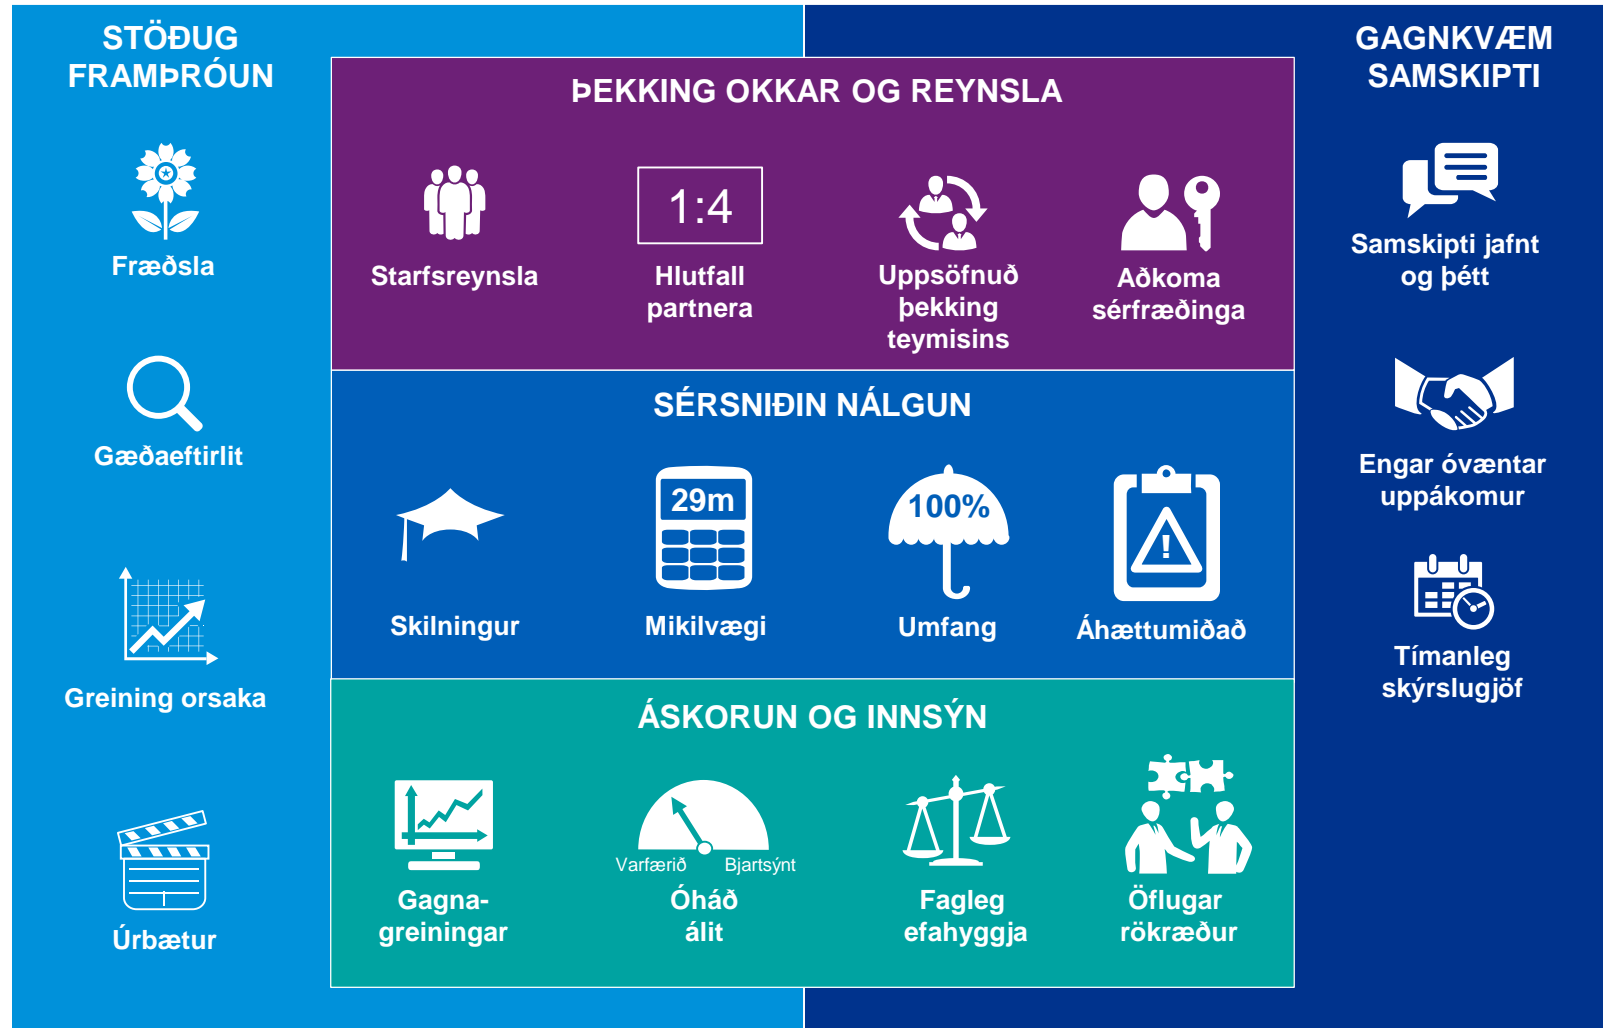 STÖÐUG
FRAMÞRÓUN
Fræðsla
Gæðaeftirlit
Greining orsaka
Úrbætur
ÞEKKING OKKAR OG REYNSLA
Starfsreynsla
1:4
Hlutfall
partnera
Uppsöfnuð
þekking
teymisins
Aðkoma
sérfræðinga
SÉRSNIÐIN NÁLGUN
Skilningur
29m
Mikilvægi
100%
Umfang
!
Áhættumiðað
ÁSKORUN OG INNSÝN
Gagna-
greiningar
Varfærið Bjartsýnt
Óháð
álit
Fagleg
efahyggja
Öflugar
rökræður
GAGNKVÆM
SAMSKIPTI
Samskipti jafnt
og þétt
Engar óvæntar
uppákomur
Tímanleg
skýrslugjöf